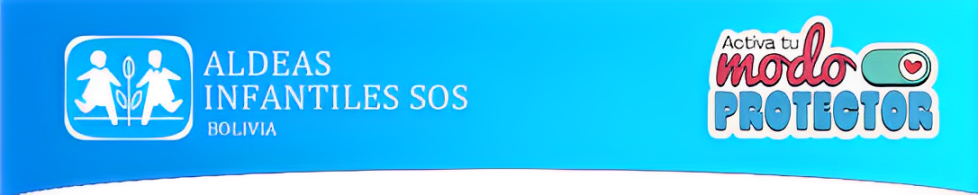 ALDEAS
INFANTILES SOS
BOLIVIA
Activa tu
modo
PROTECTOR